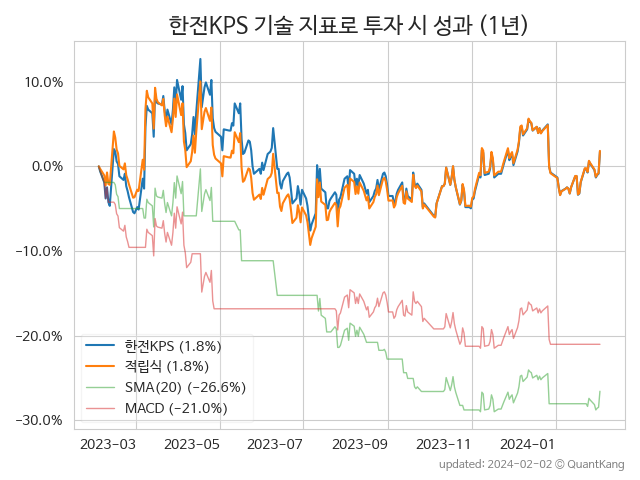 한전KPS 기술 지표로 투자 시 성과 (1년)
10.0%
0.0%
−10.0%
−20.0%
−30.0%
한전KPS (1.8%)
적립식 (1.8%)
SMA(20) (−26.6%)
MACD (−21.0%)
2023-03 2023-05 2023-07 2023-09 2023-11 2024-01
updated: 2024-02-02 © QuantKang